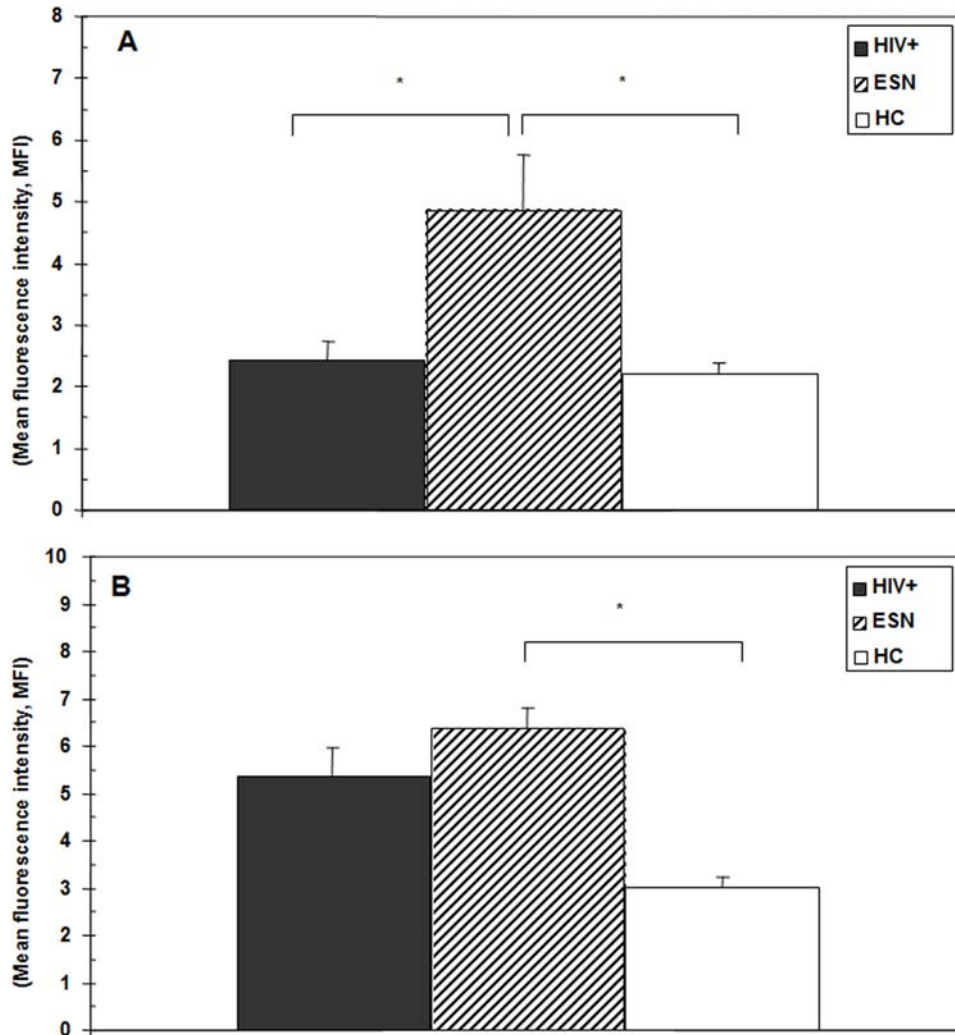 A
8
7
6
5
4
3
2
1
0
(Mean fluorescence intensity, MFI)
* *
HIV+
ESN
HC
B
10
9
8
7
6
5
4
3
2
1
0
(Mean fluorescence intensity, MFI)
*
HIV+
ESN
HC